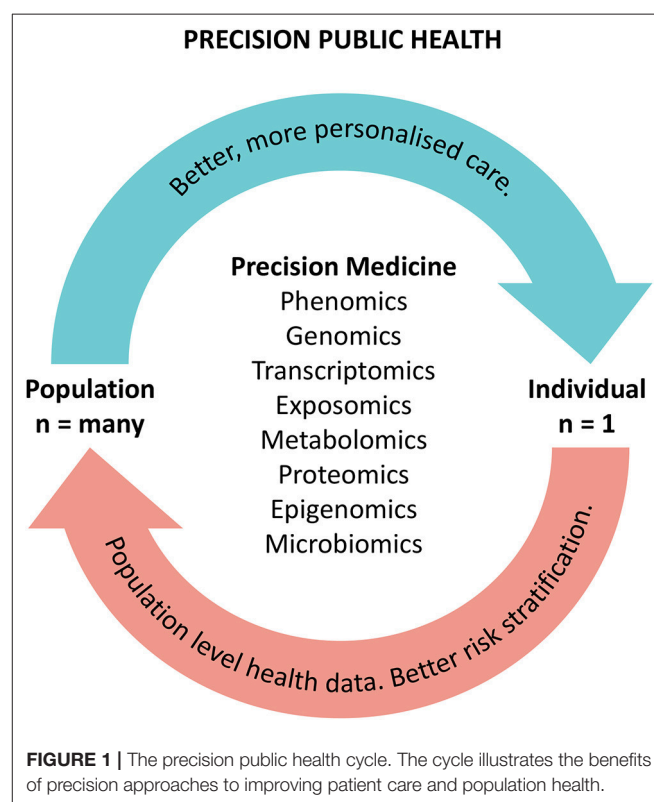 PRECISION PUBLIC HEALTH
Better, more personalised care.
Precision Medicine
Phenomics
Genomics
Transcriptomics
Exposomics
Metabolomics
Proteomics
Epigenomics
Microbiomics
Population
n = many
Individual
n = 1
Population level health data. Better risk stratification.
FIGURE 1 | The precision public health cycle. The cycle illustrates the benefits
of precision approaches to improving patient care and population health.